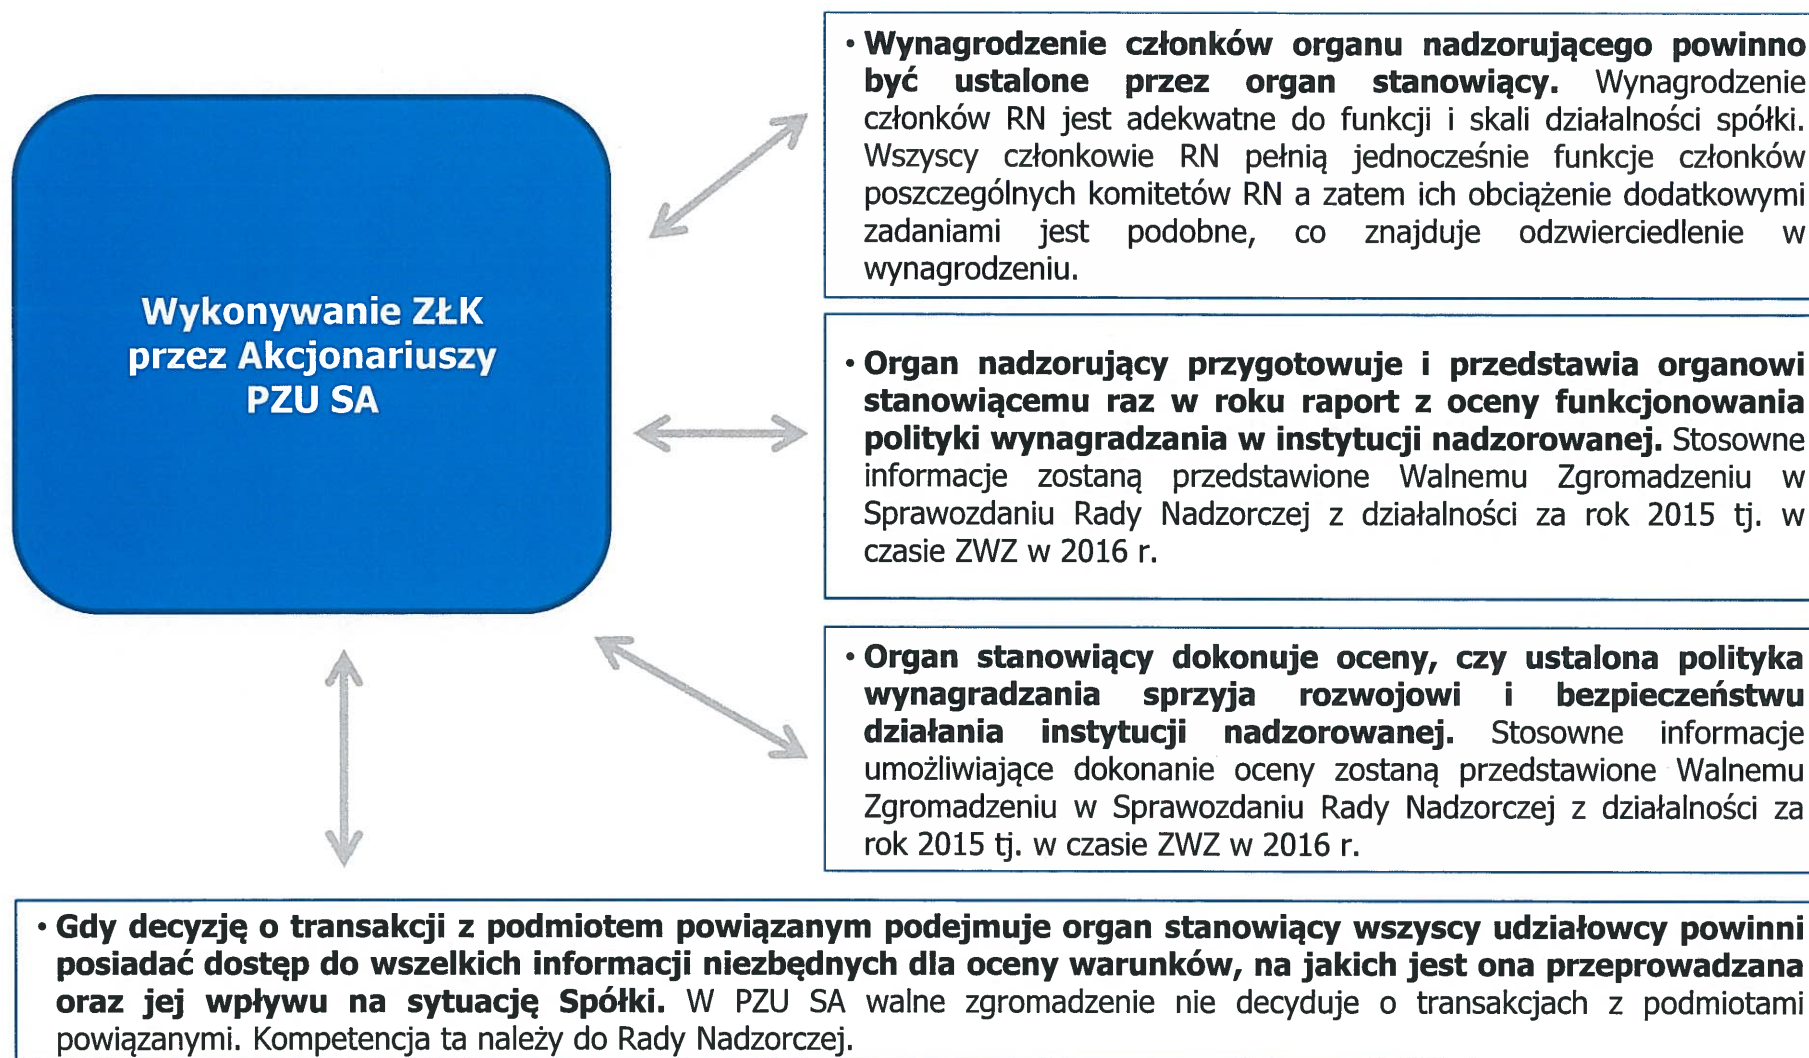 Wykonywanie ZŁK
przez Akcjonariuszy
PZU SA
• Wynagrodzenie członków organu nadzorującego powinno
być ustalone przez organ stanowiący. Wynagrodzenie
członków RN jest adekwatne do funkcji i skali działalności spółki.
Wszyscy członkowie RN pełnią jednocześnie funkcje członków
poszczególnych komitetów RN a zatem ich obciążenie dodatkowymi
zadaniami jest podobne, co znajduje odzwierciedlenie w
wynagrodzeniu.
• Organ nadzorujący przygotowuje i przedstawia organowi
stanowiącemu raz w roku raport z oceny funkcjonowania
polityki wynagradzania w instytucji nadzorowanej. Stosowne
informacje zostaną przedstawione Walnemu Zgromadzeniu w
Sprawozdaniu Rady Nadzorczej z działalności za rok 2015 tj. w
czasie ZWZ w 2016 r.
• Organ stanowiący dokonuje oceny, czy ustalona polityka
wynagradzania sprzyja rozwojowi i bezpieczeństwu
działania instytucji nadzorowanej. Stosowne informacje
umożliwiające dokonanie oceny zostaną przedstawione Walnemu
Zgromadzeniu w Sprawozdaniu Rady Nadzorczej z działalności za
rok 2015 tj. w czasie ZWZ w 2016 r.
• Gdy decyzję o transakcji z podmiotem powiązanym podejmuje organ stanowiący wszyscy udziałowcy powinni
posiadać dostęp do wszelkich informacji niezbędnych dla oceny warunków, na jakich jest ona przeprowadzana
oraz jej wpływu na sytuację Spółki. W PZU SA walne zgromadzenie nie decyduje o transakcjach z podmiotami
powiązanymi. Kompetencja ta należy do Rady Nadzorczej.